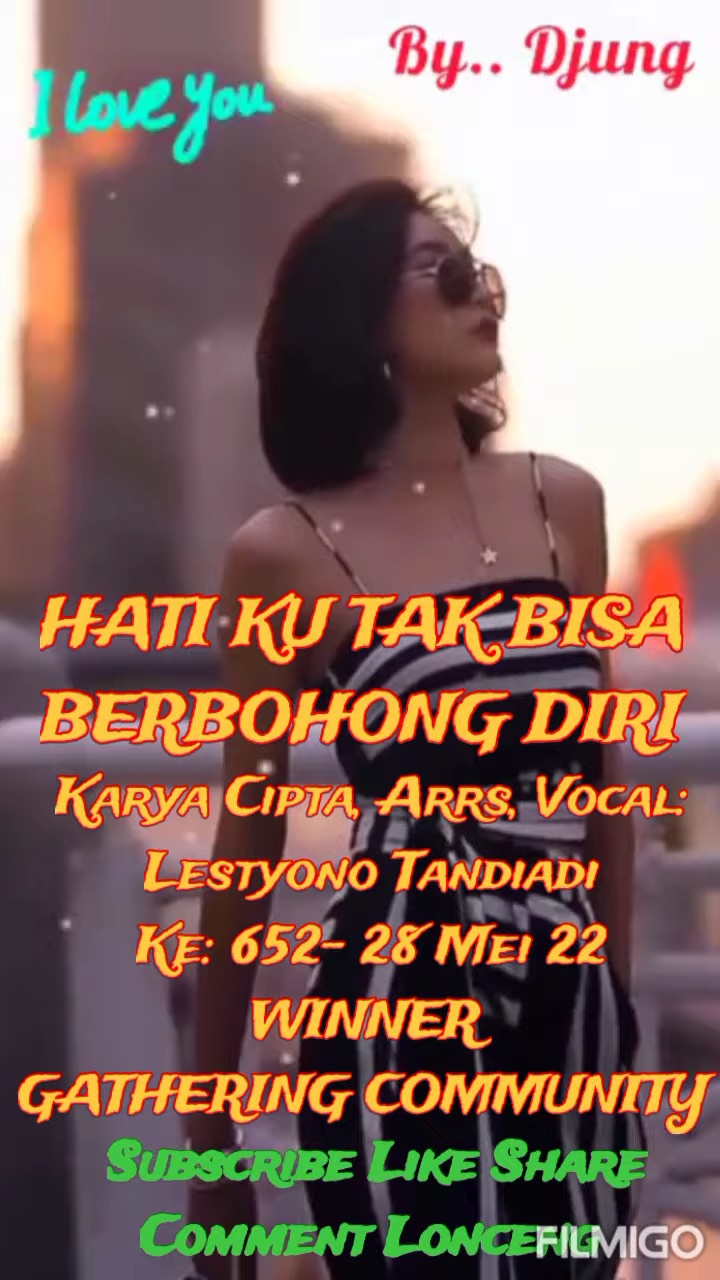 By.. Djung
I love you
HATI KU TAK BISA
BERBOHONG DIRI
KARYA CIPTA, ARRS, VOCAL:
LESTYONO TANDIADI
KE: 652- 28 MEI 22
WINNER
GATHERING COMMUNITY
SUBSCRIBE LIKE SHARE
COMMENT LONCENG
FILMIGO